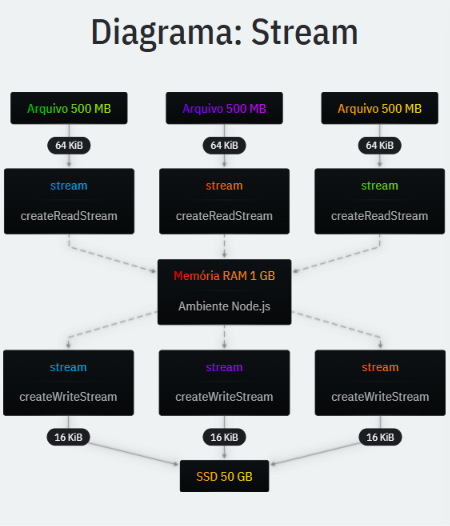 Diagrama: Stream
Arquivo 500 MB
Arquivo 500 MB
Arquivo 500 MB
64 KiB
64 KiB
64 KiB
stream
createReadStream
stream
createReadStream
stream
createReadStream
Memória RAM 1 GB
Ambiente Node.js
stream
createWriteStream
stream
createWriteStream
stream
createWriteStream
16 KiB
16 KiB
16 KiB
SSD 50 GB